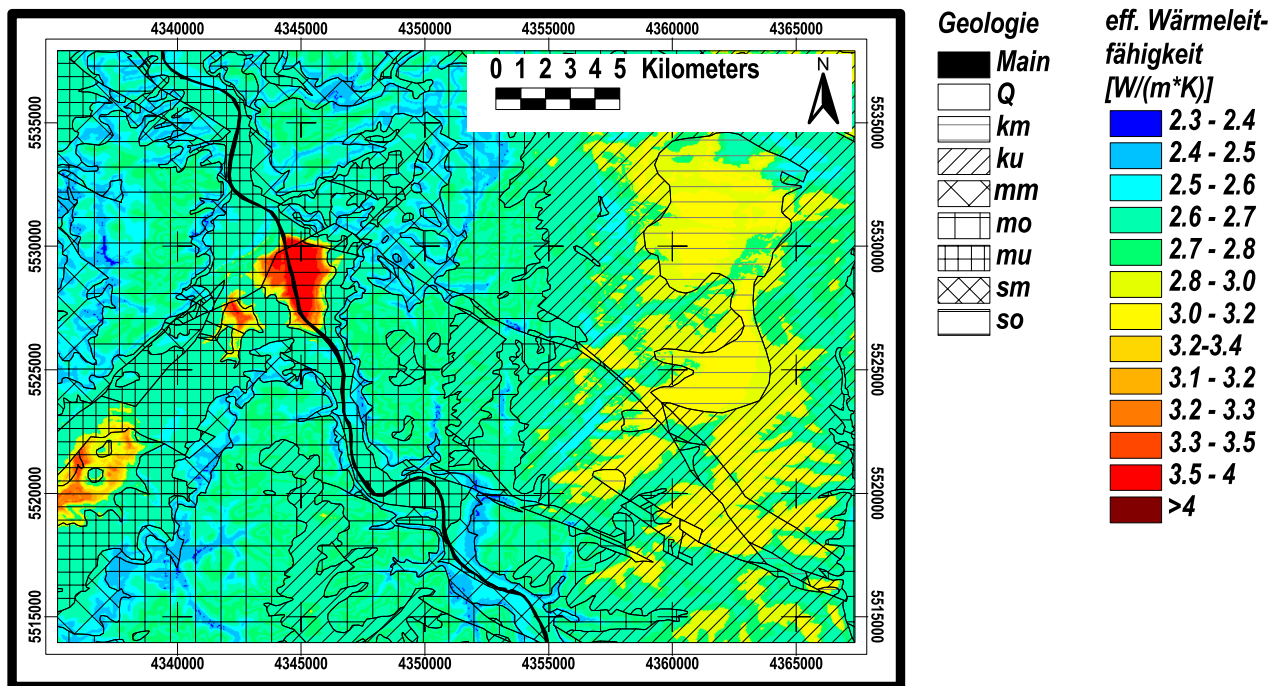 4340000 4345000 4350000 4355000 4360000 4365000
0 1 2 3 4 5 Kilometers
N
5535000
5530000
5525000
5520000
5515000
5535000
5530000
5525000
5520000
5515000
4340000 4345000 4350000 4355000 4360000 4365000
Geologie
Main
Q
km
ku
mm
mo
mu
sm
so
eff. Wärmeleit-
fähigkeit
[W/(m*K)]
2.3 - 2.4
2.4 - 2.5
2.5 - 2.6
2.6 - 2.7
2.7 - 2.8
2.8 - 3.0
3.0 - 3.2
3.2-3.4
3.1 - 3.2
3.2 - 3.3
3.3 - 3.5
3.5 - 4
>4